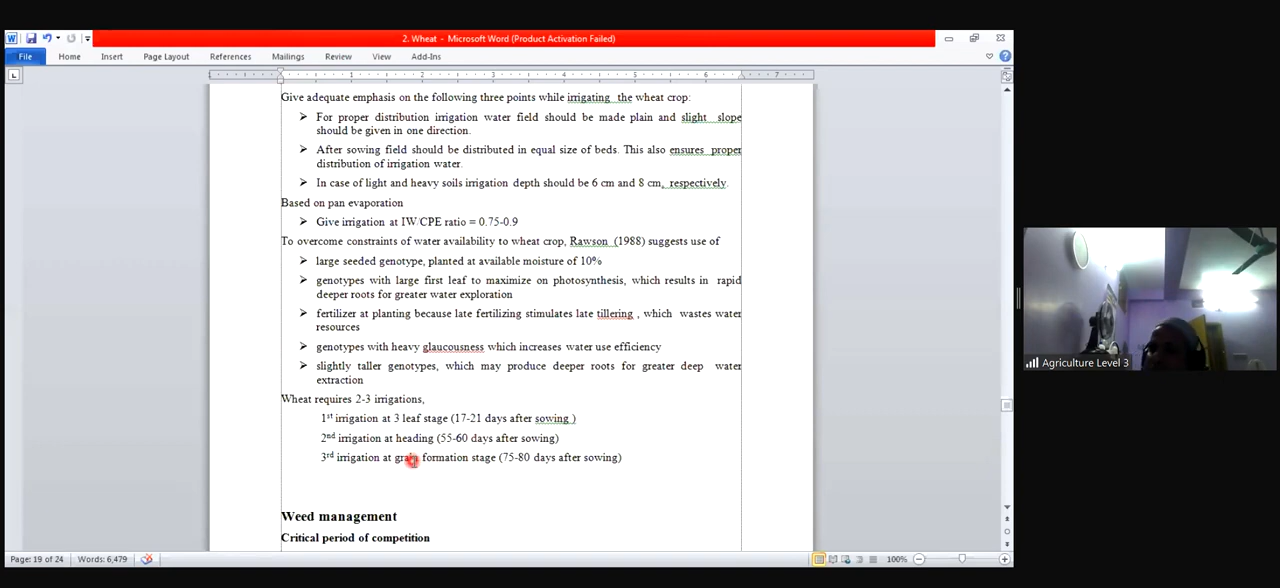 2. Wheat - Microsoft Word (Product Activation Failed)
File Home Insert Page Layout References Mailings Review View Add-Ins
Give adequate emphasis on the following three points while irrigating the wheat crop:
➢ For proper distribution irrigation water field should be made plain and slight slope
should be given in one direction.
➢ After sowing field should be distributed in equal size of beds. This also ensures proper
distribution of irrigation water.
➢ In case of light and heavy soils irrigation depth should be 6 cm and 8 cm, respectively.
Based on pan evaporation
➢ Give irrigation at IW/CPE ratio = 0.75-0.9
To overcome constraints of water availability to wheat crop, Rawson (1988) suggests use of
➢ large seeded genotype, planted at available moisture of 10%
➢ genotypes with large first leaf to maximize on photosynthesis, which results in rapid
deeper roots for greater water exploration
➢ fertilizer at planting because late fertilizing stimulates late tillering , which wastes water
resources
➢ genotypes with heavy glaucousness which increases water use efficiency
➢ slightly taller genotypes, which may produce deeper roots for greater deep water
extraction
Wheat requires 2-3 irrigations,
1st irrigation at 3 leaf stage (17-21 days after sowing )
2nd irrigation at heading (55-60 days after sowing)
3rd irrigation at grain formation stage (75-80 days after sowing)
Weed management
Critical period of competition
Page: 19 of 24 Words: 6,479 100%
Agriculture Level 3